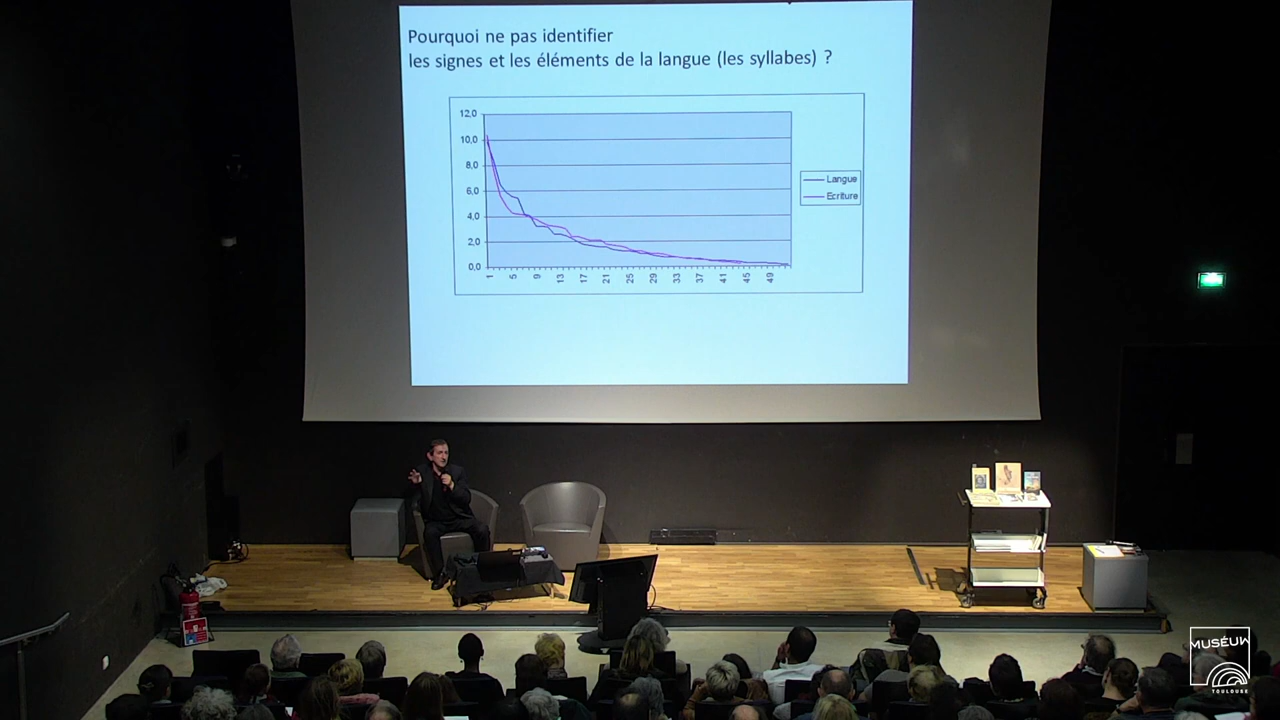 Pourquoi ne pas identifier
les signes et les éléments de la langue (les syllabes) ?
12,0
10,0
8,0
6,0
4,0
2,0
0,0
1 5 9 13 17 21 25 29 33 37 41 45 49
Langue
Ecriture
MUSÉUM
TOULOUSE